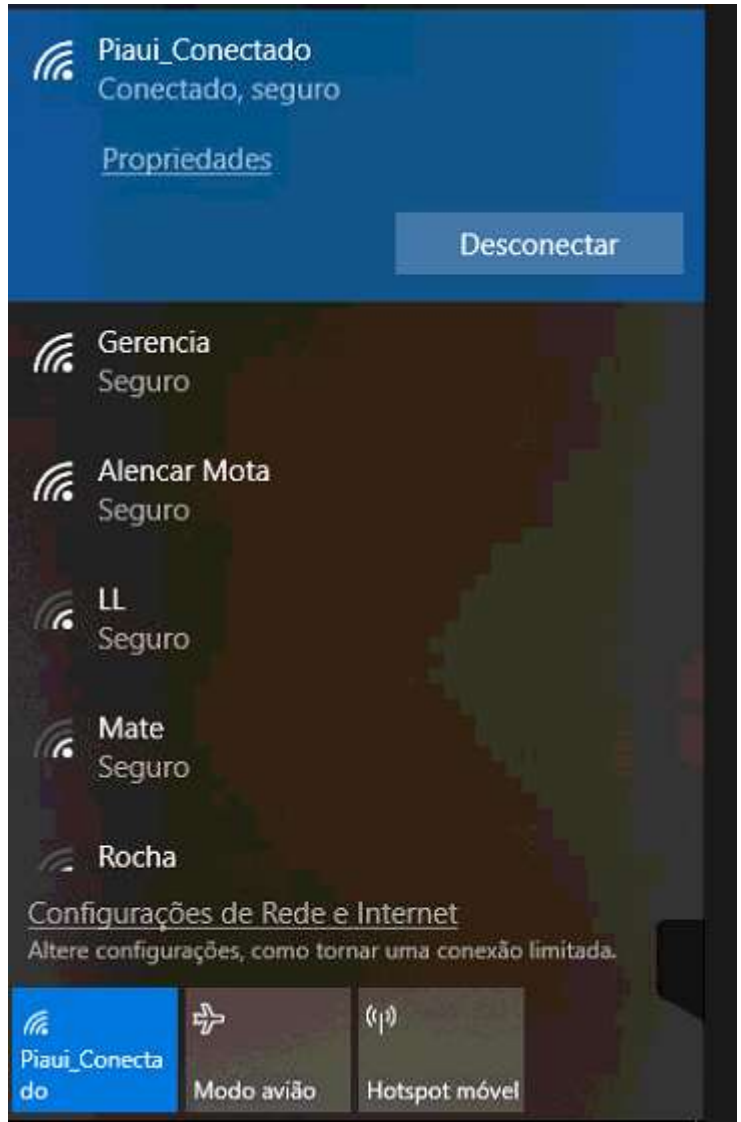 Piaui_Conectado
Conectado, seguro
Propriedades
Desconectar
Gerencia
Seguro
Alencar Mota
Seguro
LL
Seguro
Mate
Seguro
Rocha
Configurações de Rede e Internet
Altere configurações, como tornar uma conexão limitada.
Piaui_Conecta
do
Modo avião
Hotspot móvel